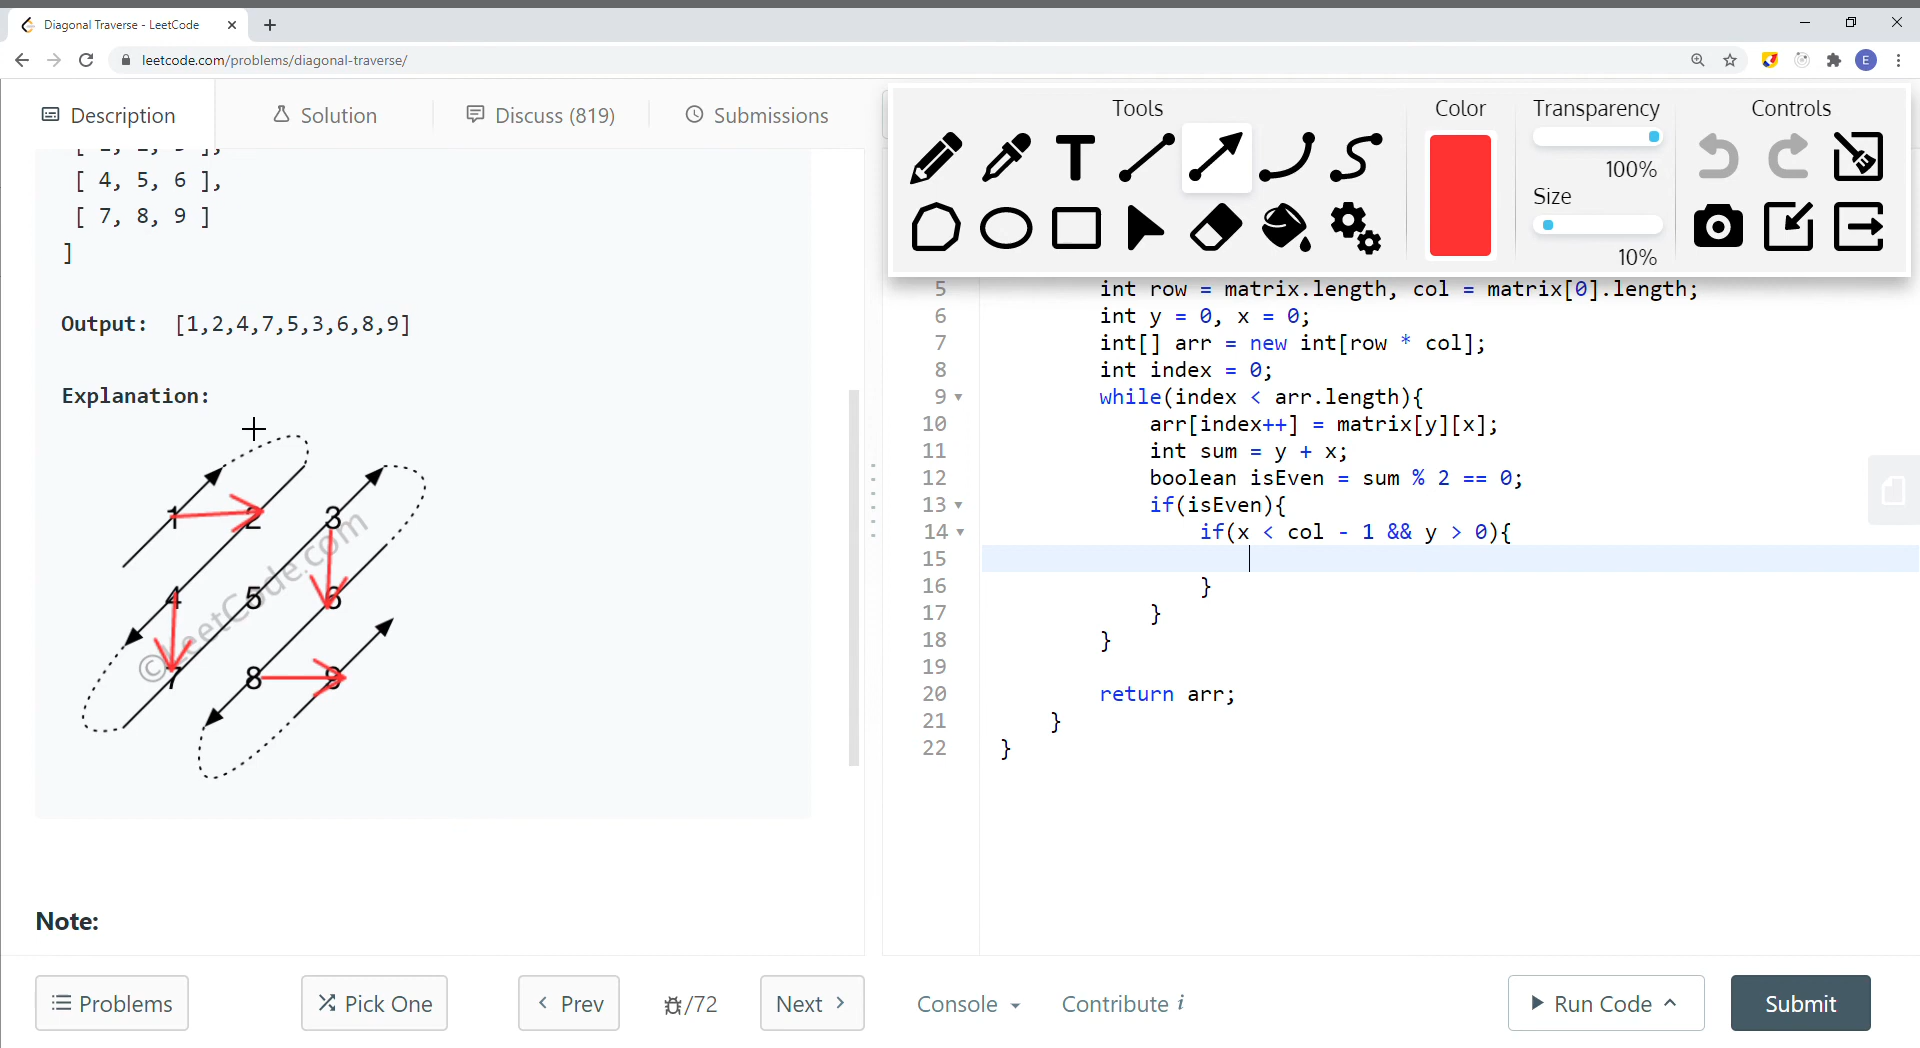 Diagonal Traverse - LeetCode
leetcode.com/problems/diagonal-traverse/
E
Description
Solution
Discuss (819)
Submissions
[ 4, 5, 6 ],
[ 7, 8, 9 ]
]
Output: [1,2,4,7,5,3,6,8,9]
Explanation:
1 2 3
4 5 6
7 8 9
©LeetCode.com
Note:
Tools
Color
Transparency
Controls
100%
Size
10%
T
5 int row = matrix.length, col = matrix[0].length;
6 int y = 0, x = 0;
7 int[] arr = new int[row * col];
8 int index = 0;
9 while(index < arr.length){
10 arr[index++] = matrix[y][x];
11 int sum = y + x;
12 boolean isEven = sum % 2 == 0;
13 if(isEven){
14 if(x < col - 1 && y > 0){
15
16 }
17 }
18 }
19
20 return arr;
21 }
22 }
Problems
Pick One
Prev
/72
Next
Console
Contribute i
Run Code
Submit